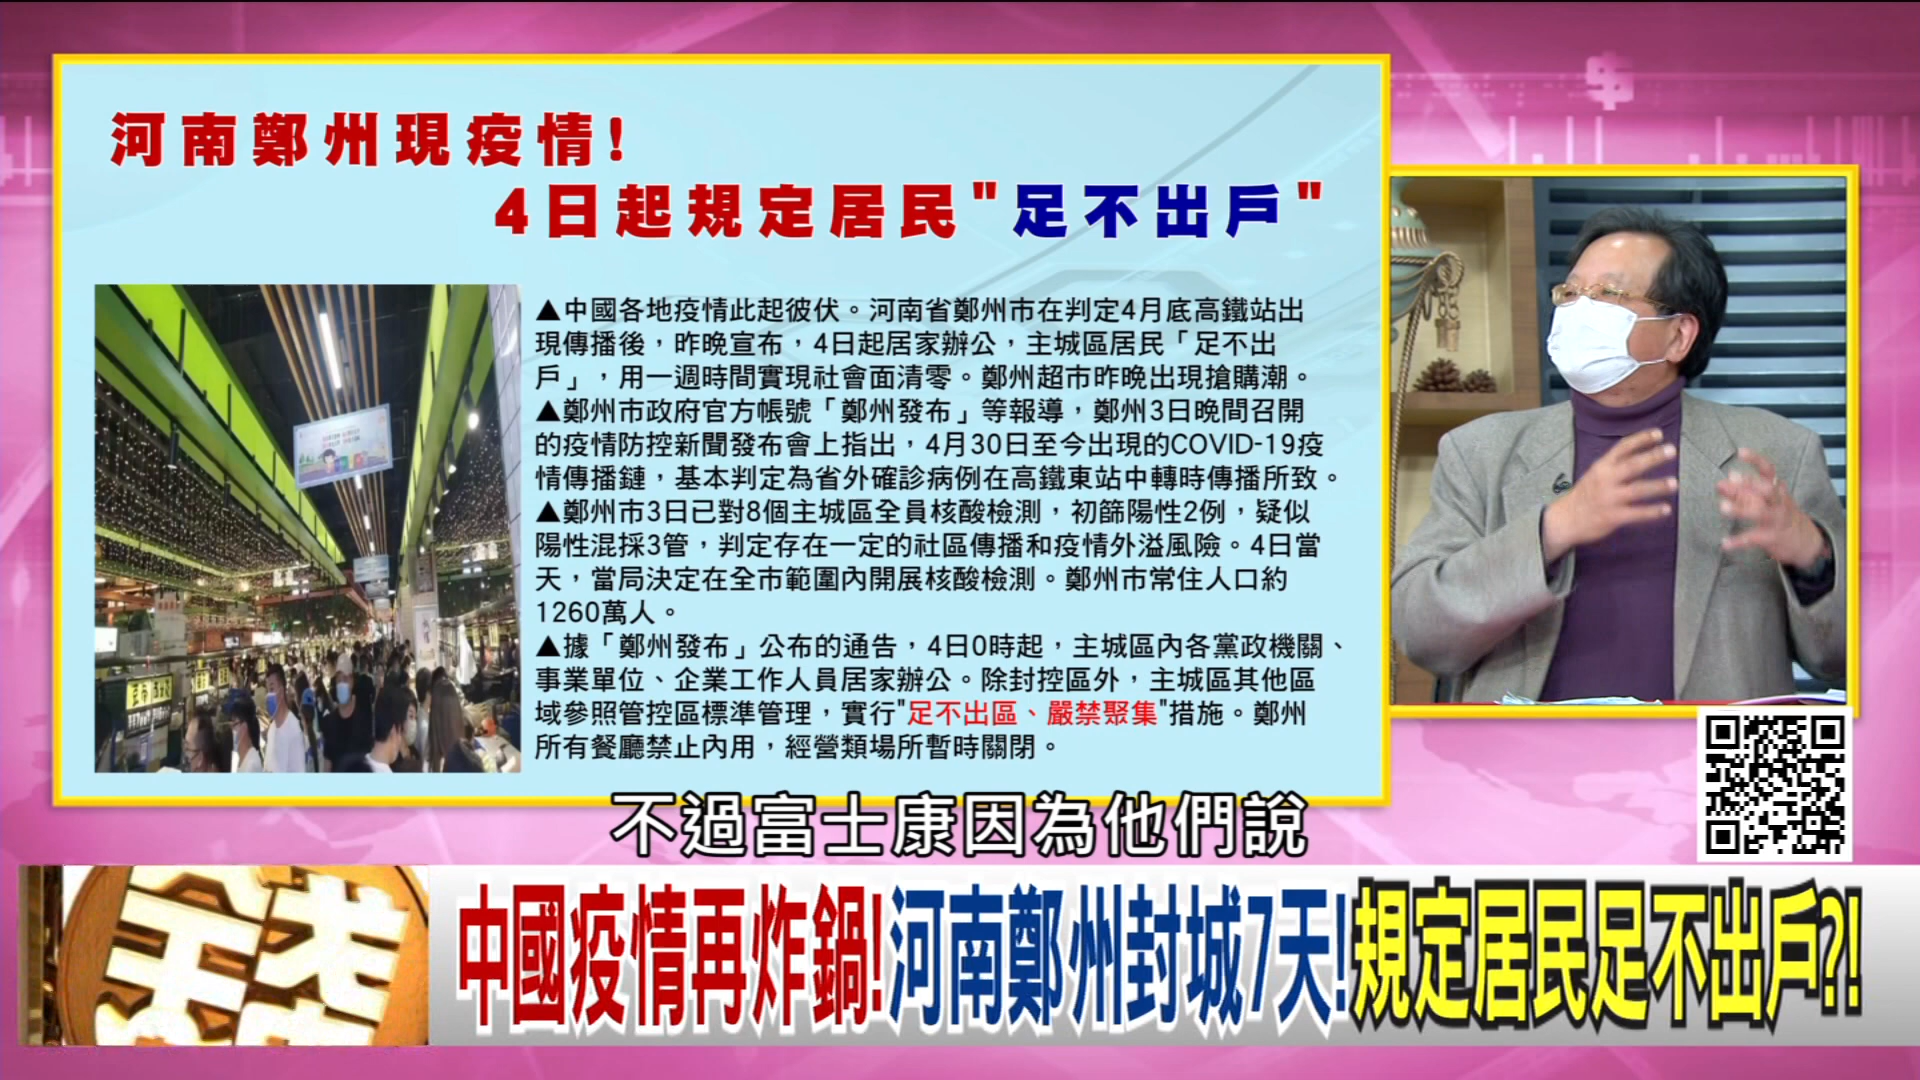 河南鄭州現疫情!
4日起規定居民"足不出戶"
▲中國各地疫情此起彼伏。河南省鄭州市在判定4月底高鐵站出
現傳播後，昨晚宣布，4日起居家辦公，主城區居民「足不出
戶」，用一週時間實現社會面清零。鄭州超市昨晚出現搶購潮。
▲鄭州市政府官方帳號「鄭州發布」等報導，鄭州3日晚間召開
的疫情防控新聞發布會上指出，4月30日至今出現的COVID-19疫
情傳播鏈，基本判定為省外確診病例在高鐵東站中轉時傳播所致。
▲鄭州市3日已對8個主城區全員核酸檢測，初篩陽性2例，疑似
陽性混採3管，判定存在一定的社區傳播和疫情外溢風險。4日當
天，當局決定在全市範圍內開展核酸檢測。鄭州市常住人口約
1260萬人。
▲據「鄭州發布」公布的通告，4日0時起，主城區內各黨政機關、
事業單位、企業工作人員居家辦公。除封控區外，主城區其他區
域參照管控區標準管理，實行"足不出區、嚴禁聚集"措施。鄭州
所有餐廳禁止內用，經營類場所暫時關閉。
不過富士康因為他們說
中國疫情再炸鍋!河南鄭州封城7天!規定居民足不出戶?!